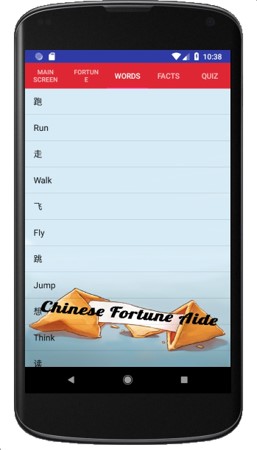 10:38
MAIN
SCREEN
FORTUN
E
WORDS
FACTS
QUIZ
跑
Run
走
Walk
飞
Fly
跳
Jump
想
Chinese Fortune Aide
Think
读